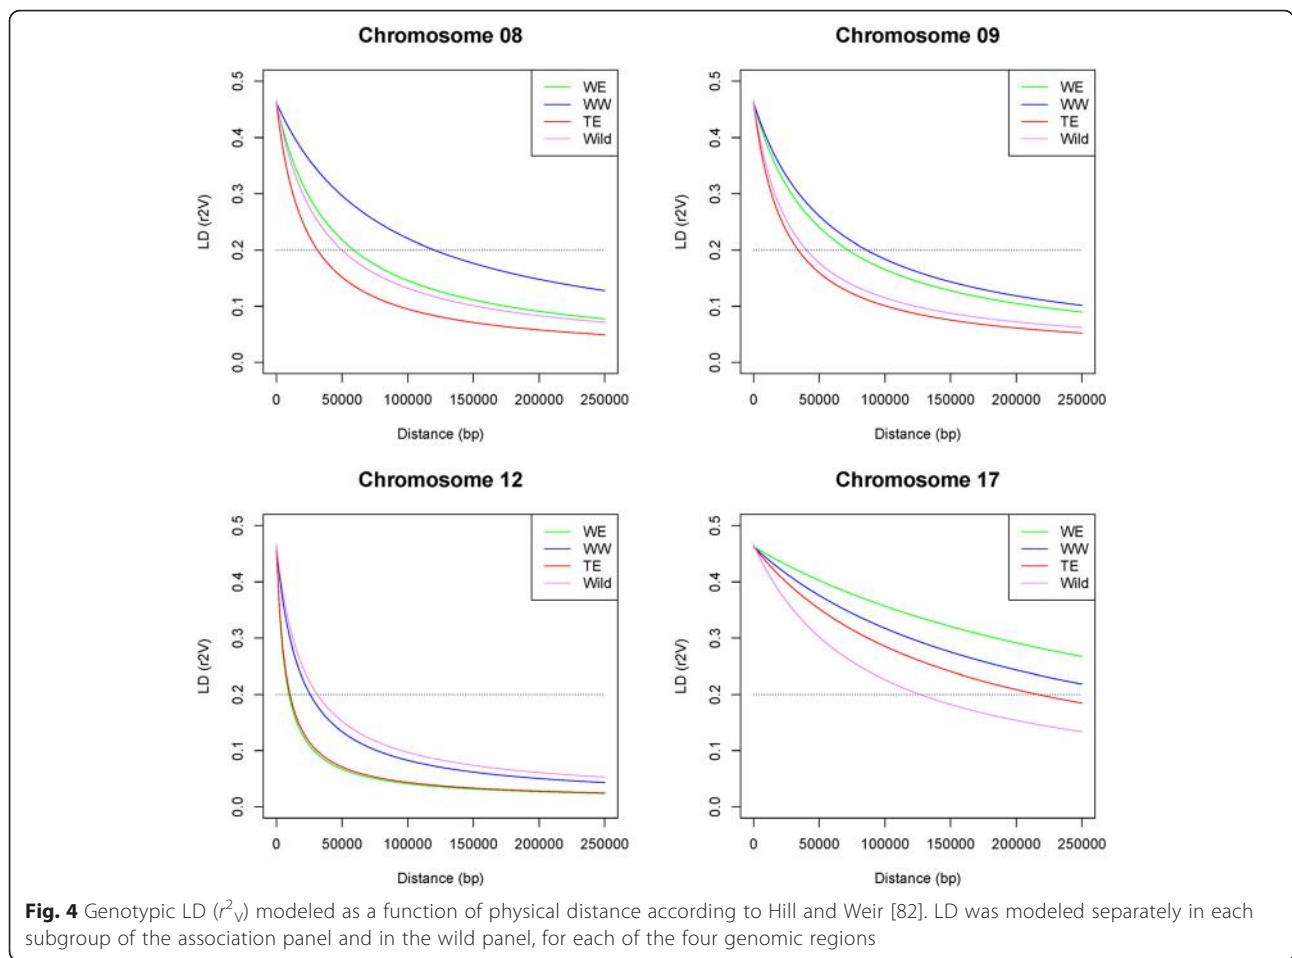 Chromosome 08
LD (r2V)
0.5
0.4
0.3
0.2
0.1
0.0
WE
WW
TE
Wild
0 50000 100000 150000 200000 250000
Distance (bp)
Chromosome 09
LD (r2V)
0.5
0.4
0.3
0.2
0.1
0.0
WE
WW
TE
Wild
0 50000 100000 150000 200000 250000
Distance (bp)
Chromosome 12
LD (r2V)
0.5
0.4
0.3
0.2
0.1
0.0
WE
WW
TE
Wild
0 50000 100000 150000 200000 250000
Distance (bp)
Chromosome 17
LD (r2V)
0.5
0.4
0.3
0.2
0.1
0.0
WE
WW
TE
Wild
0 50000 100000 150000 200000 250000
Distance (bp)
Fig. 4 Genotypic LD (r²ᵥ) modeled as a function of physical distance according to Hill and Weir [82]. LD was modeled separately in each
subgroup of the association panel and in the wild panel, for each of the four genomic regions